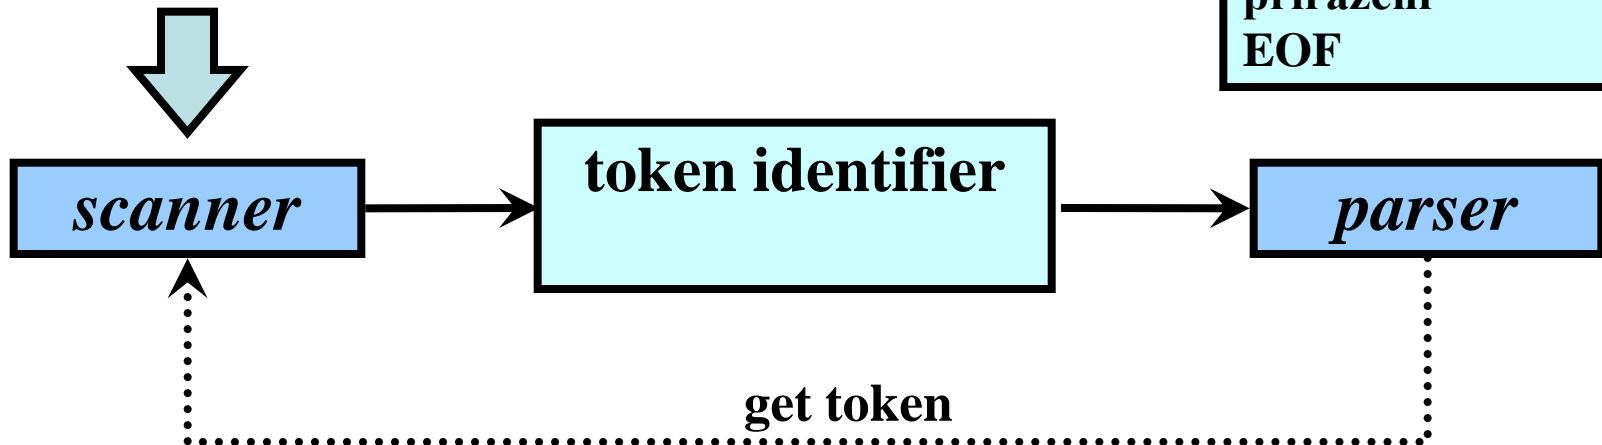 EOF
token identifier
scanner
parser
get token